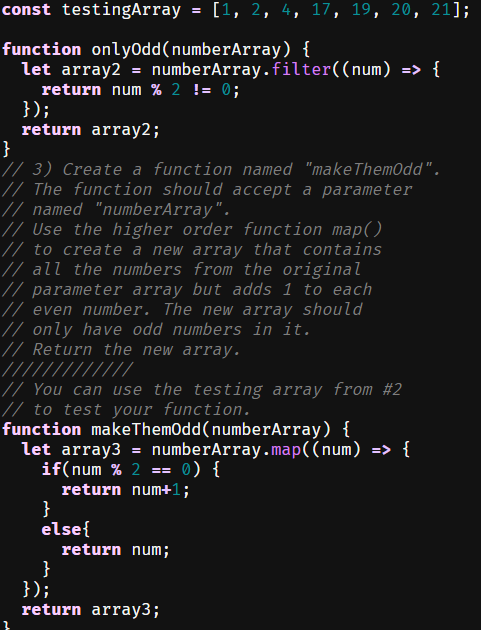 const testingArray = [1, 2, 4, 17, 19, 20, 21];
function onlyOdd(numberArray) {
  let array2 = numberArray.filter((num) => {
    return num % 2 != 0;
  });
  return array2;
}
// 3) Create a function named "makeThemOdd".
// The function should accept a parameter
// named "numberArray".
// Use the higher order function map()
// to create a new array that contains
// all the numbers from the original
// parameter array but adds 1 to each
// even number. The new array should
// only have odd numbers in it.
// Return the new array.
/////////////
// You can use the testing array from #2
// to test your function.
function makeThemOdd(numberArray) {
  let array3 = numberArray.map((num) => {
    if(num % 2 == 0) {
      return num+1;
    }
    else{
      return num;
    }
  });
  return array3;
}